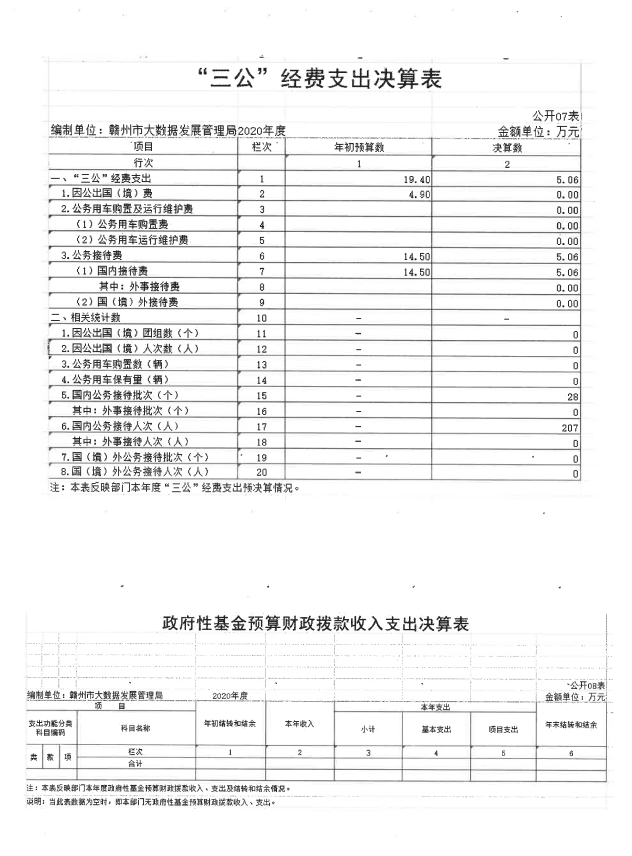 “三公”经费支出决算表
公开07表
编制单位：赣州市大数据发展管理局2020年度 金额单位：万元
项目 栏次 年初预算数 决算数
行次 1 2
一、“三公”经费支出 1 19.40 5.06
1.因公出国（境）费 2 4.90 0.00
2.公务用车购置及运行维护费 3 0.00
（1）公务用车购置费 4 0.00
（2）公务用车运行维护费 5 0.00
3.公务接待费 6 14.50 5.06
（1）国内接待费 7 14.50 5.06
其中：外事接待费 8 0.00
（2）国（境）外接待费 9 0.00
二、相关统计数 10 – –
1.因公出国（境）团组数（个） 11 – 0
2.因公出国（境）人次数（人） 12 – 0
3.公务用车购置数（辆） 13 – 0
4.公务用车保有量（辆） 14 – 0
5.国内公务接待批次（个） 15 – 28
其中：外事接待批次（个） 16 – 0
6.国内公务接待人次（人） 17 – 207
其中：外事接待人次（人） 18 – 0
7.国（境）外公务接待批次（个） 19 – 0
8.国（境）外公务接待人次（人） 20 – 0
注：本表反映部门本年度“三公”经费支出预决算情况。
政府性基金预算财政拨款收入支出决算表
公开08表
编制单位：赣州市大数据发展管理局 2020年度 金额单位：万元
项 目 年初结转和结余 本年收入 本年支出 年末结转和结余
支出功能分类科目编码 科目名称 小计 基本支出 项目支出
类 款 项 栏次 1 2 3 4 5 6
合计
注：本表反映部门本年度政府性基金预算财政拨款收入、支出及结转和结余情况。
说明：当此表数据为空时，即本部门无政府性基金预算财政拨款收入、支出。